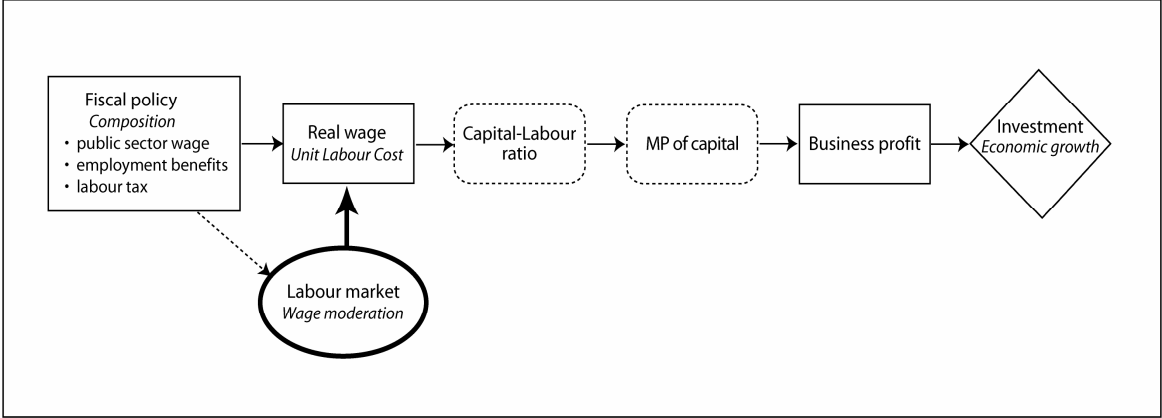 Fiscal policy
Composition
• public sector wage
• employment benefits
• labour tax
Real wage
Unit Labour Cost
Capital-Labour
ratio
MP of capital
Business profit
Investment
Economic growth
Labour market
Wage moderation